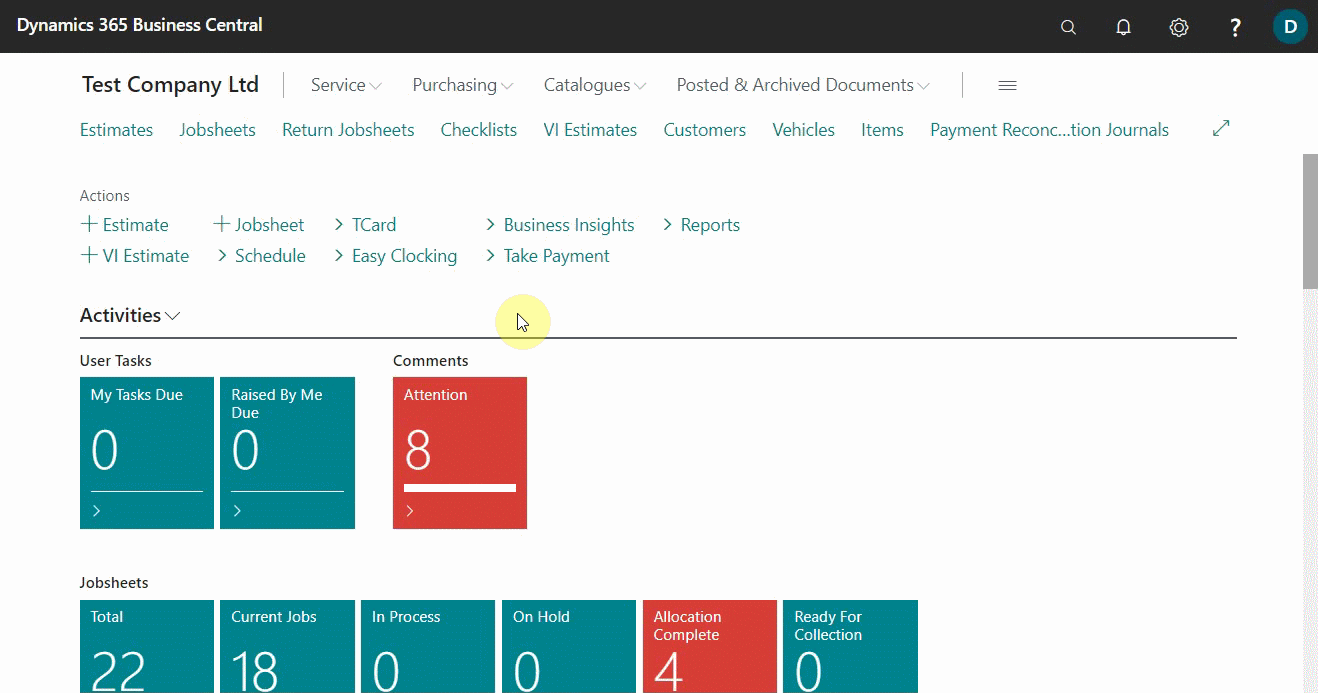 Dynamics 365 Business Central
? D
Test Company Ltd Service Purchasing Catalogues Posted & Archived Documents
Estimates Jobsheets Return Jobsheets Checklists VI Estimates Customers Vehicles Items Payment Reconc...tion Journals
Actions
+ Estimate + Jobsheet > TCard > Business Insights > Reports
+ VI Estimate > Schedule > Easy Clocking > Take Payment
Activities
User Tasks Comments
My Tasks Due Raised By Me Due Attention
0 0 8
> > >
Jobsheets
Total Current Jobs In Process On Hold Allocation Complete Ready For Collection
22 18 0 0 4 0